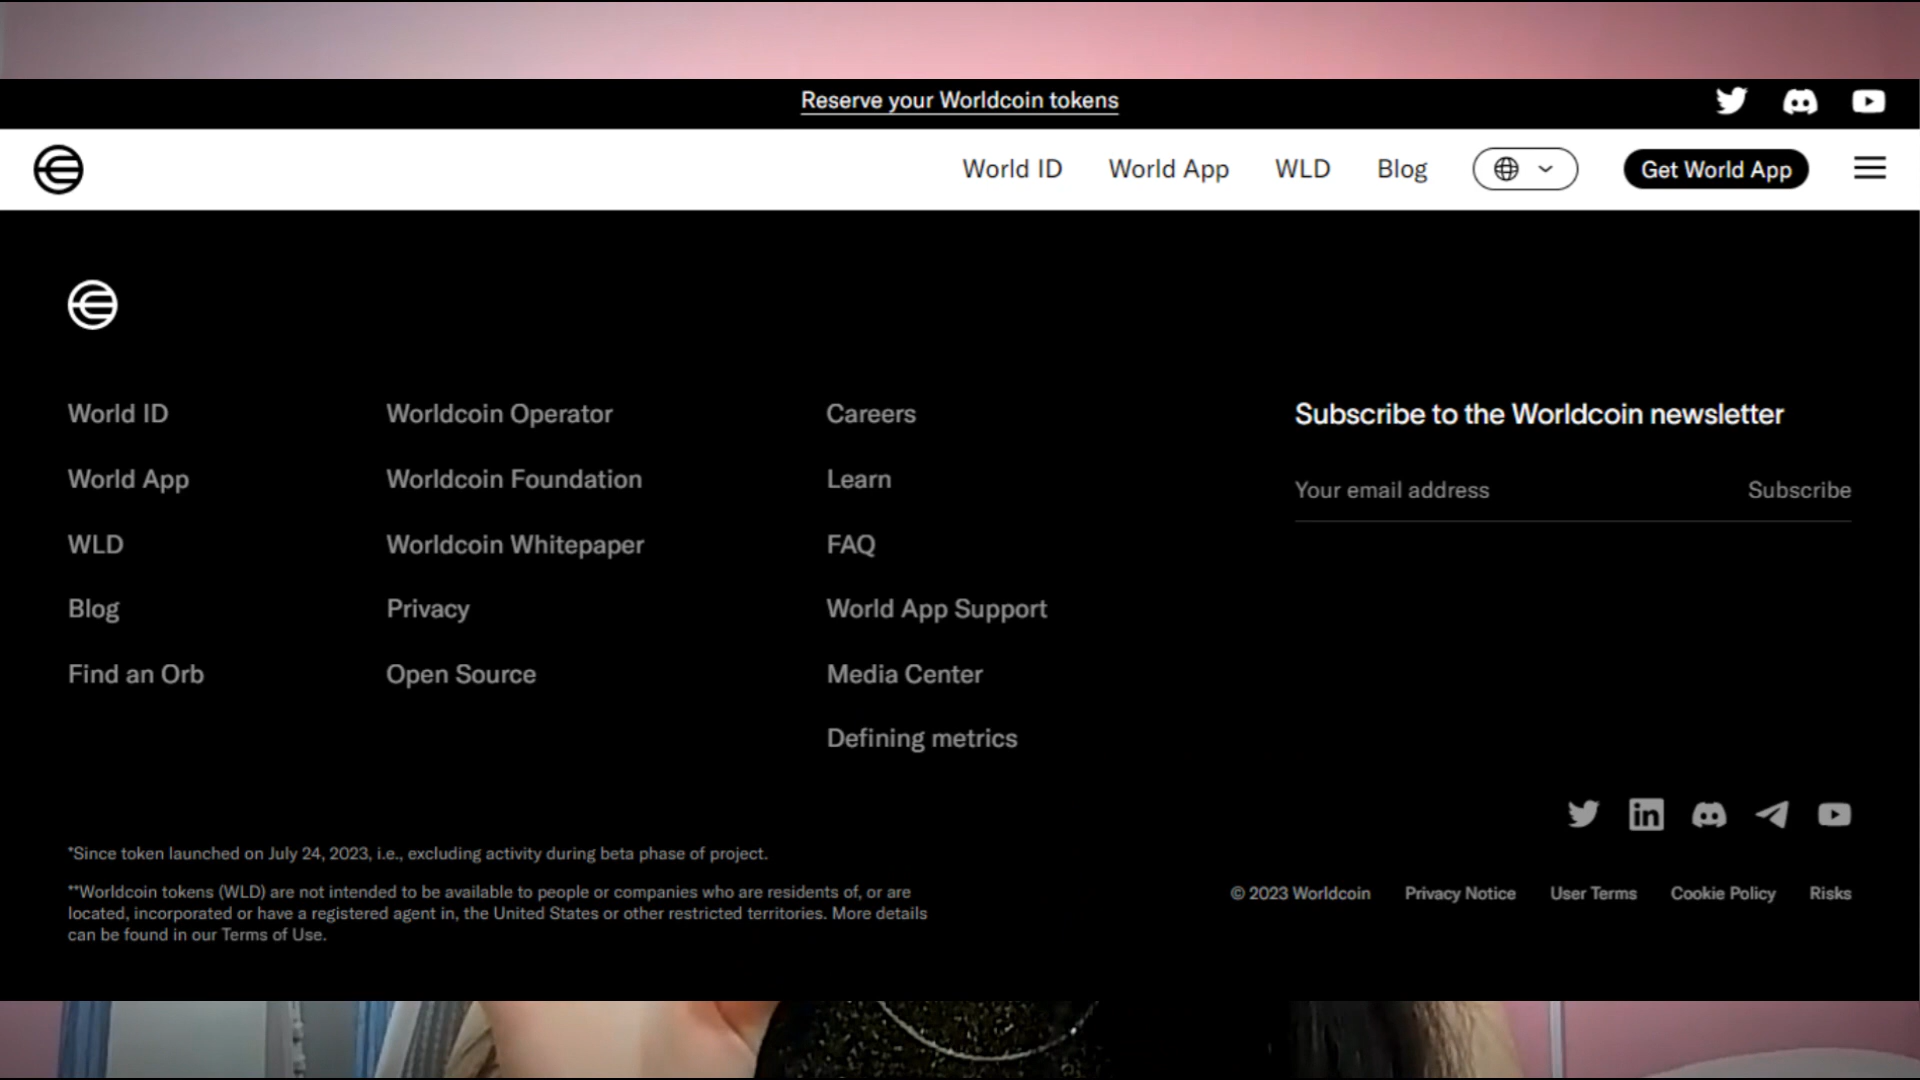 Reserve your Worldcoin tokens
World ID
World App
WLD
Blog
Get World App
World ID
World App
WLD
Blog
Find an Orb
Worldcoin Operator
Worldcoin Foundation
Worldcoin Whitepaper
Privacy
Open Source
Careers
Learn
FAQ
World App Support
Media Center
Defining metrics
Subscribe to the Worldcoin newsletter
Your email address
Subscribe
*Since token launched on July 24, 2023, i.e., excluding activity during beta phase of project.
**Worldcoin tokens (WLD) are not intended to be available to people or companies who are residents of, or are
located, incorporated or have a registered agent in, the United States or other restricted territories. More details
can be found in our Terms of Use.
© 2023 Worldcoin
Privacy Notice
User Terms
Cookie Policy
Risks